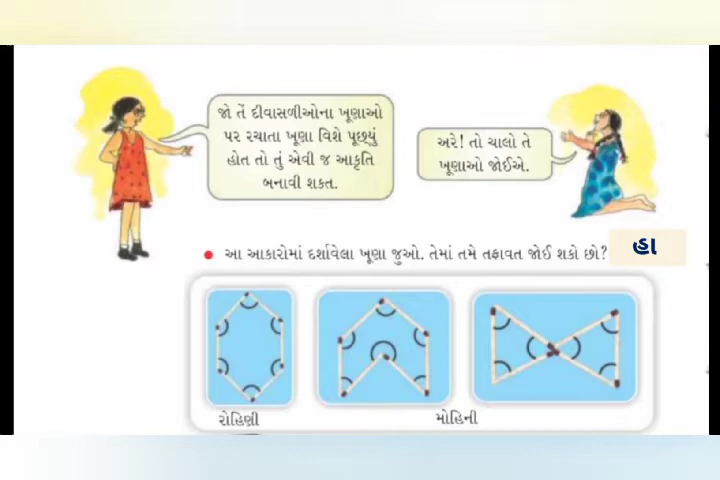 જો તેં દીવાસળીઓના ખૂણાઓ
પર રચાતા ખૂણા વિશે પૂછ્યું
હોત તો તું એવી જ આકૃતિ
બનાવી શકત.
અરે! તો ચાલો તે
ખૂણાઓ જોઈએ.
• આ આકારોમાં દર્શાવેલા ખૂણા જુઓ. તેમાં તમે તફાવત જોઈ શકો છો? હા
રોહિણી
મોહિની